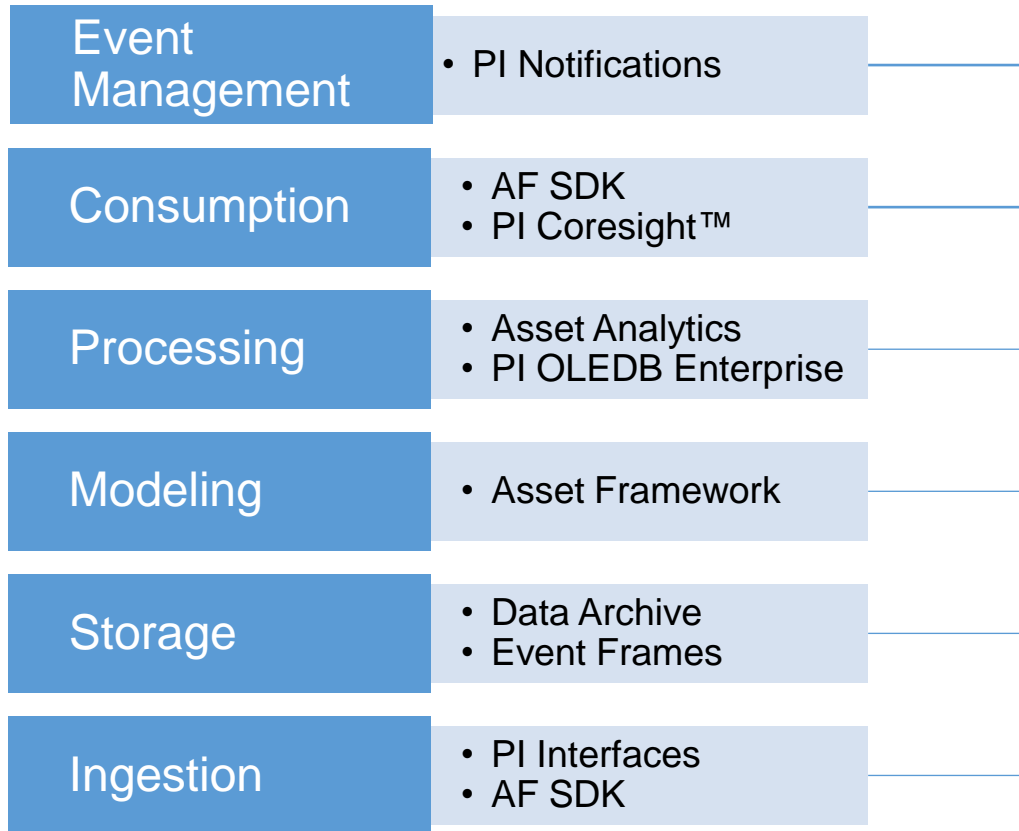 Event
Management
• PI Notifications
Consumption
• AF SDK
• PI Coresight™
Processing
• Asset Analytics
• PI OLEDB Enterprise
Modeling
• Asset Framework
Storage
• Data Archive
• Event Frames
Ingestion
• PI Interfaces
• AF SDK